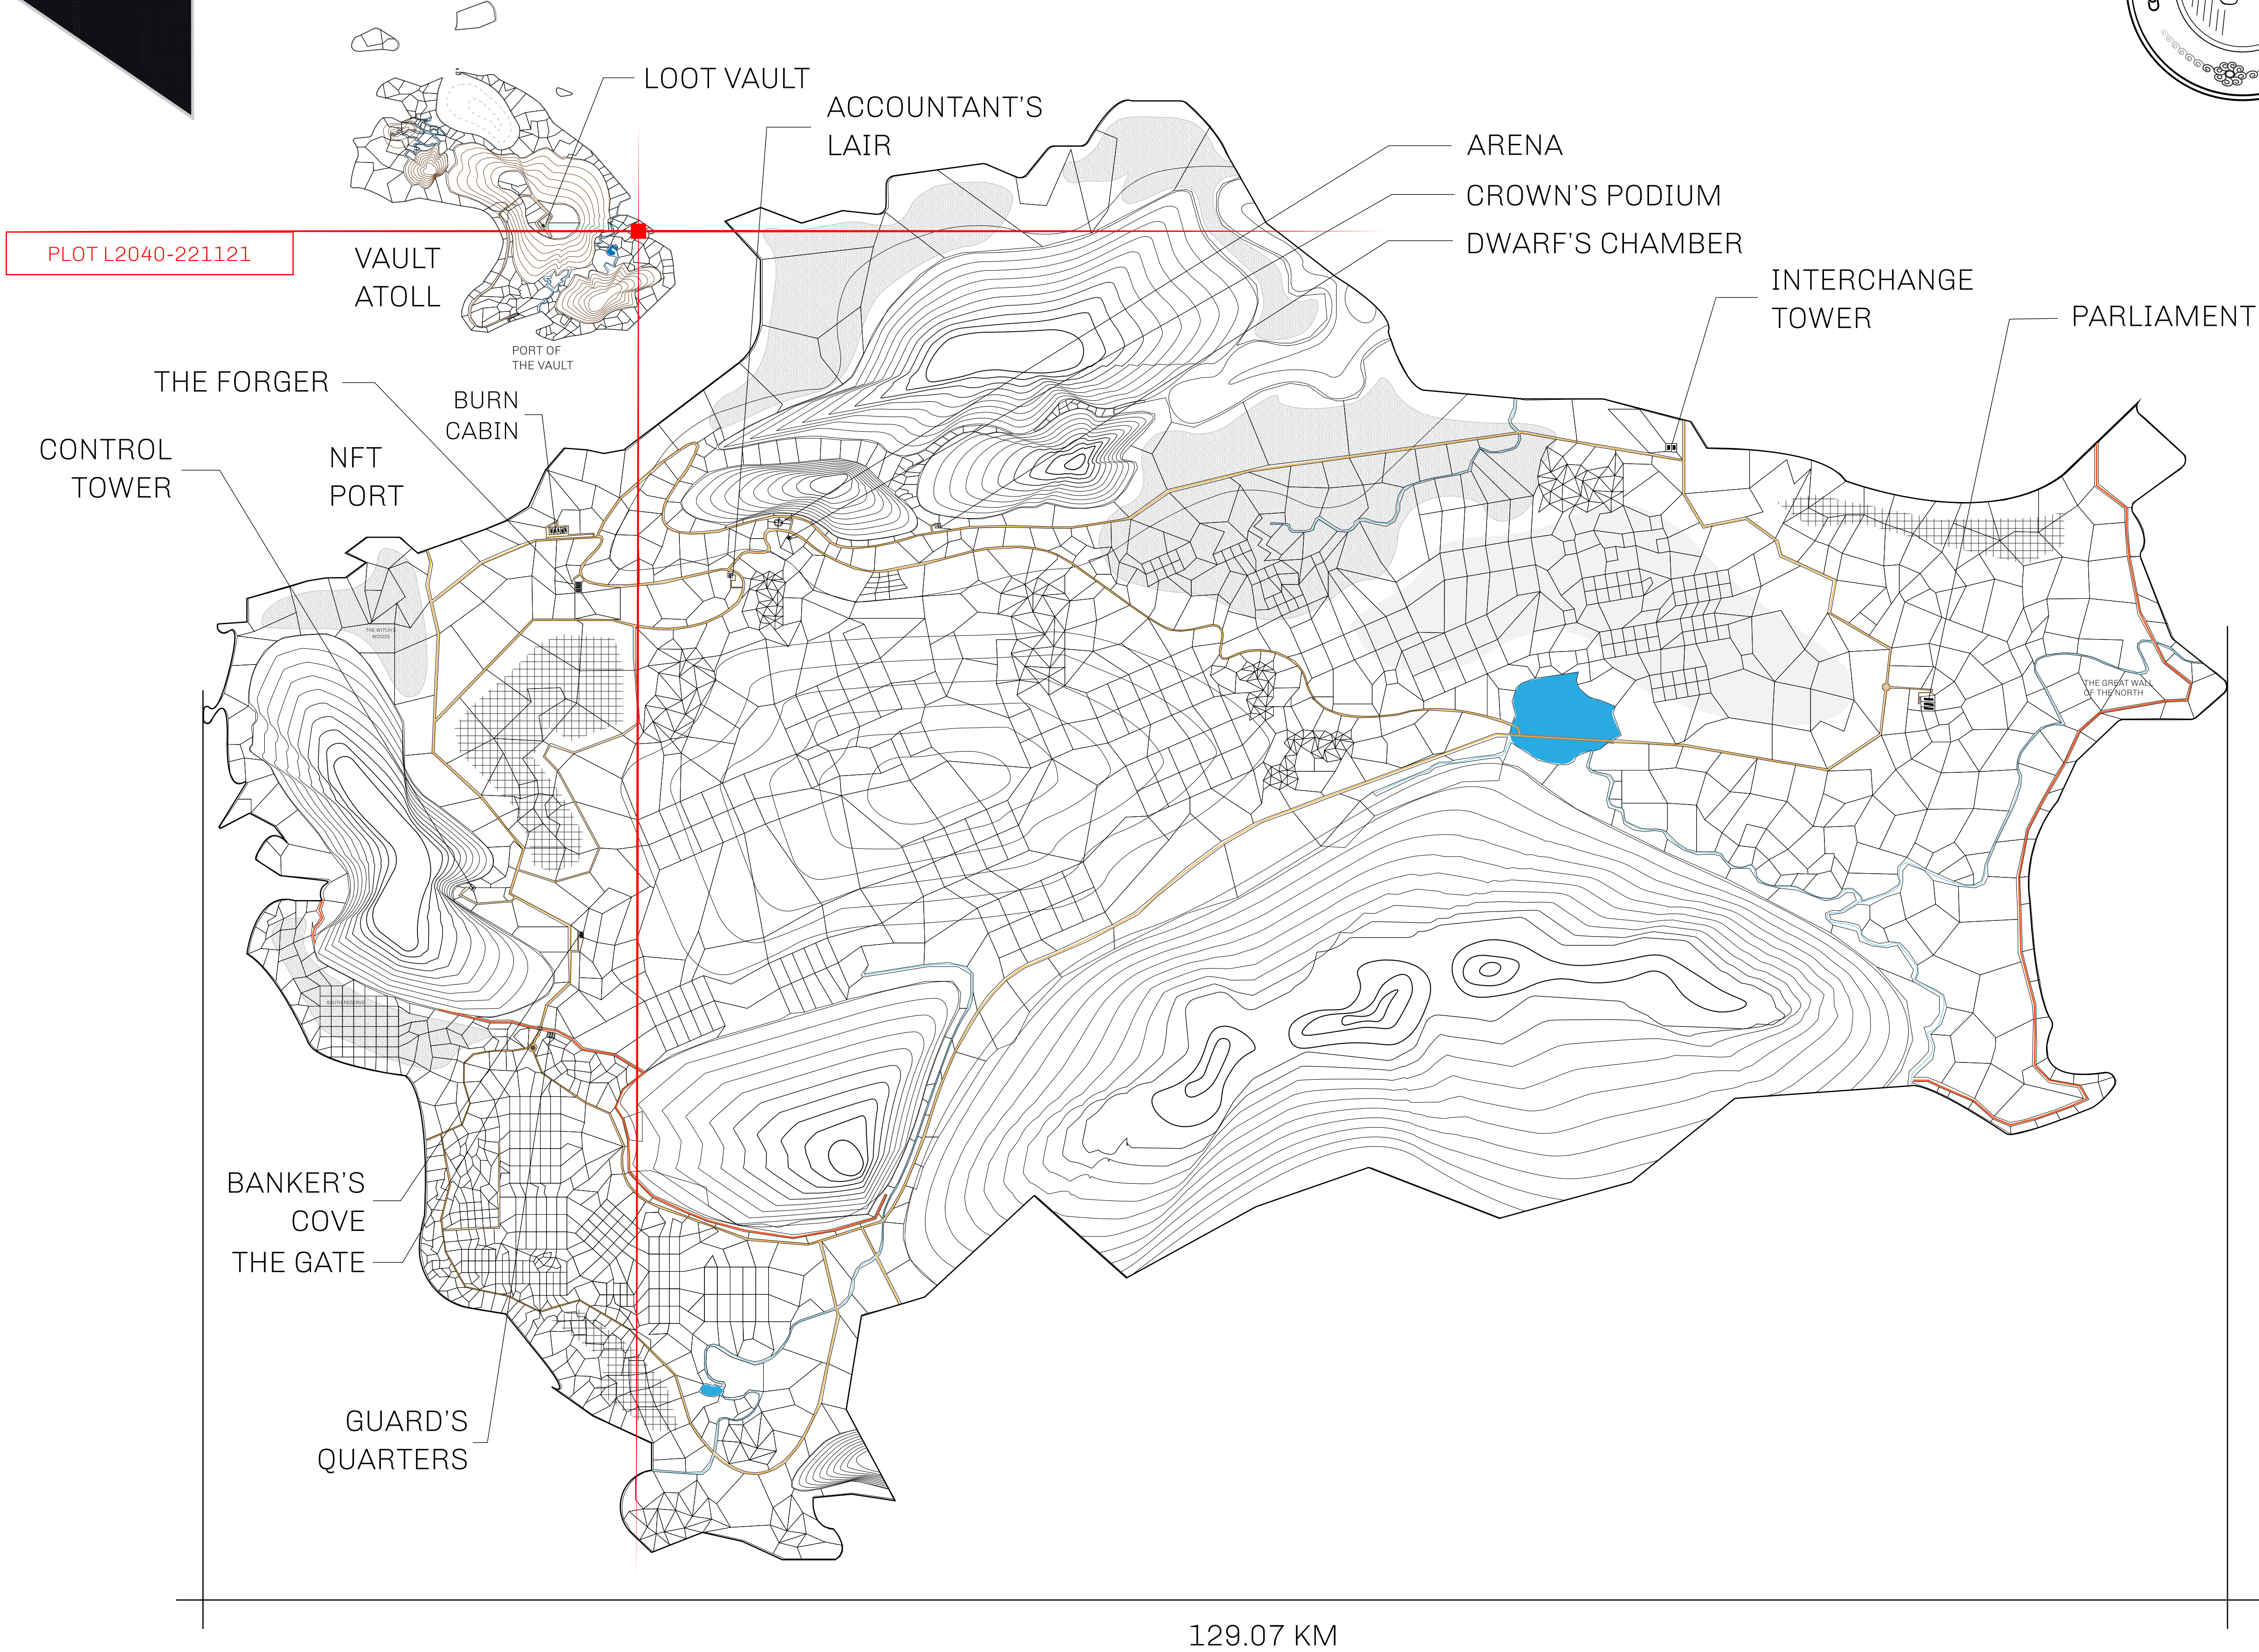 LOOT VAULT
ACCOUNTANT'S
LAIR
ARENA
CROWN'S PODIUM
DWARF'S CHAMBER
PLOT L2040-221121
VAULT
ATOLL
INTERCHANGE
TOWER
PARLIAMENT
PORT OF
THE VAULT
THE FORGER
BURN
CABIN
CONTROL
TOWER
NFT
PORT
THE WITCH'S
WOODS
THE GREAT WALL
OF THE NORTH
SOUTH RESERVE
BANKER'S
COVE
THE GATE
GUARD'S
QUARTERS
129.07 KM